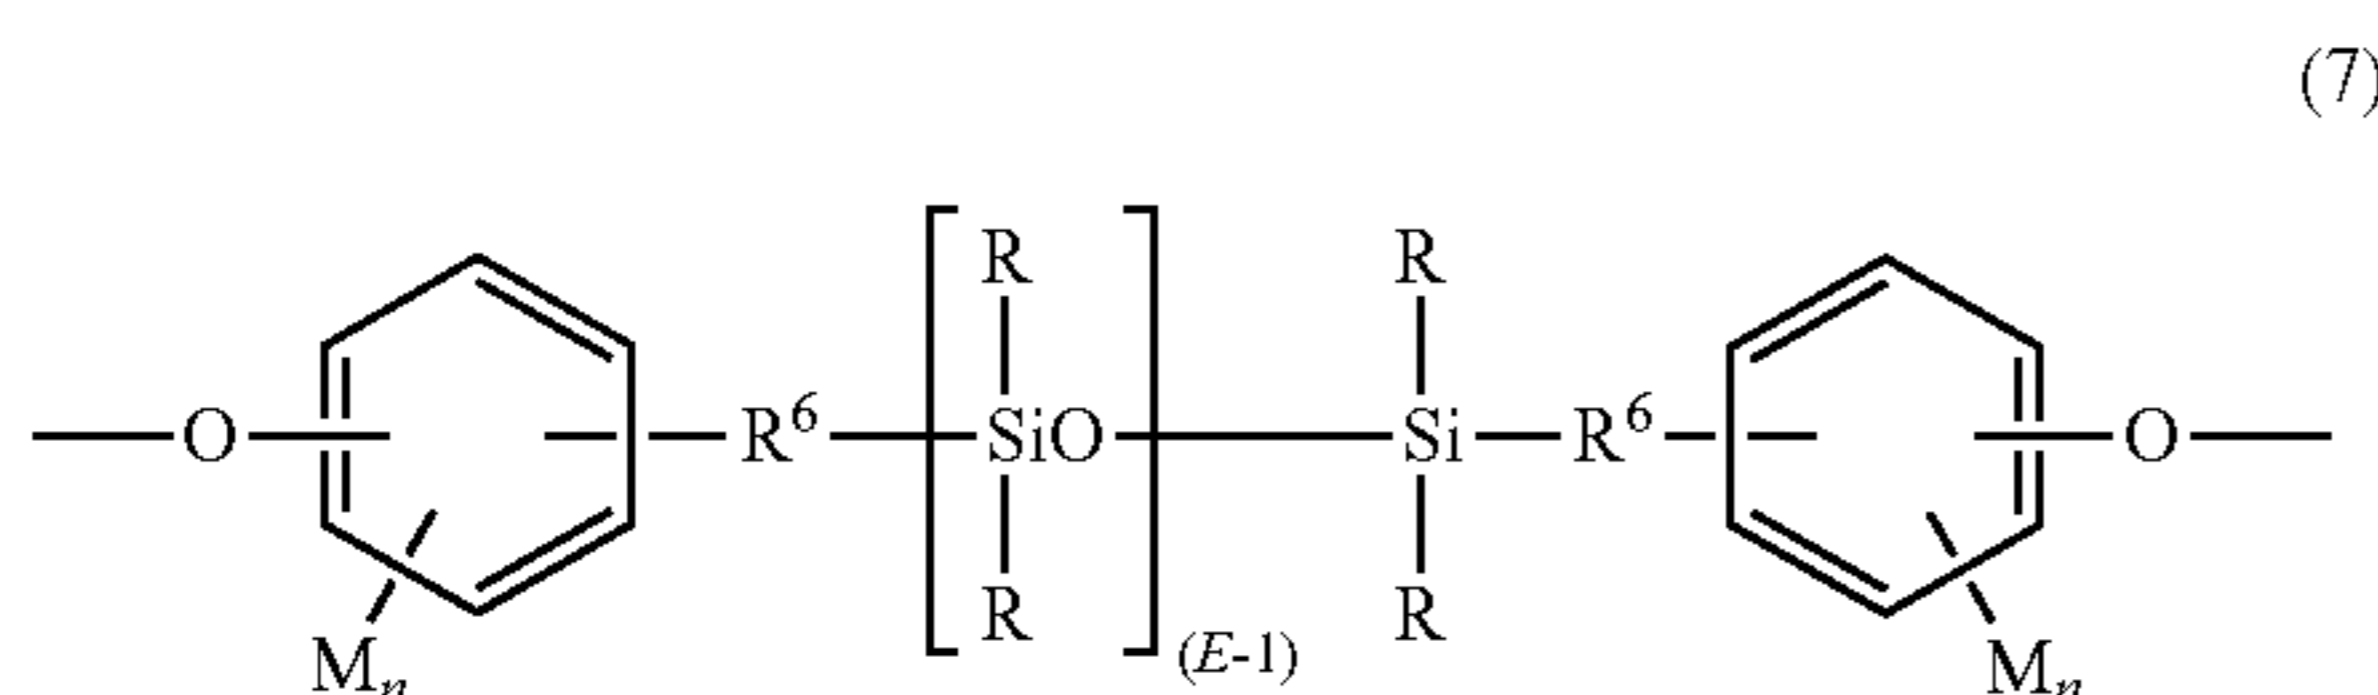 (7)
R R
O R⁶ SiO Si R⁶ O
R R
(E-1)
Mₙ Mₙ